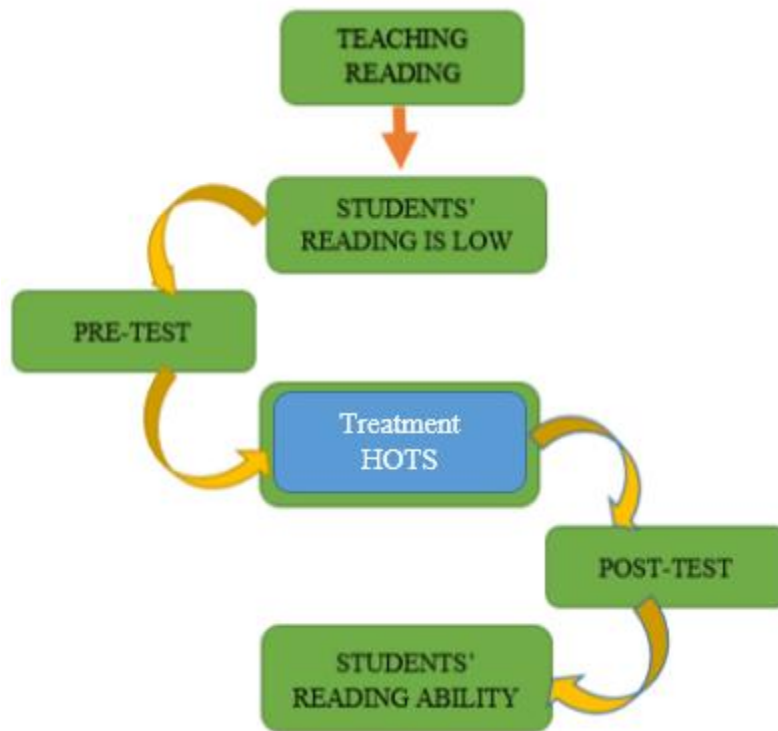 TEACHING
READING
STUDENTS'
READING IS LOW
PRE-TEST
Treatment
HOTS
POST-TEST
STUDENTS'
READING ABILITY